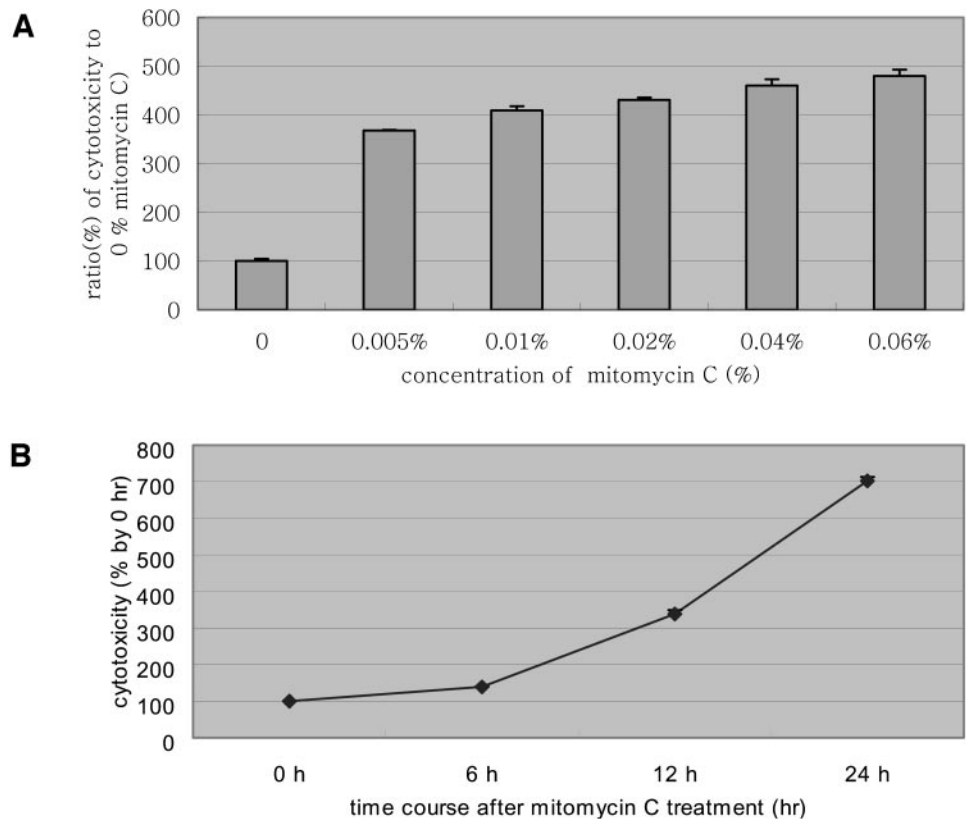 A
ratio(%) of cytotoxicity to
0 % mitomycin C)
600
500
400
300
200
100
0
0 0.005% 0.01% 0.02% 0.04% 0.06%
concentration of mitomycin C (%)
B
cytotoxicity (% by 0 hr)
800
700
600
500
400
300
200
100
0
0 h 6 h 12 h 24 h
time course after mitomycin C treatment (hr)